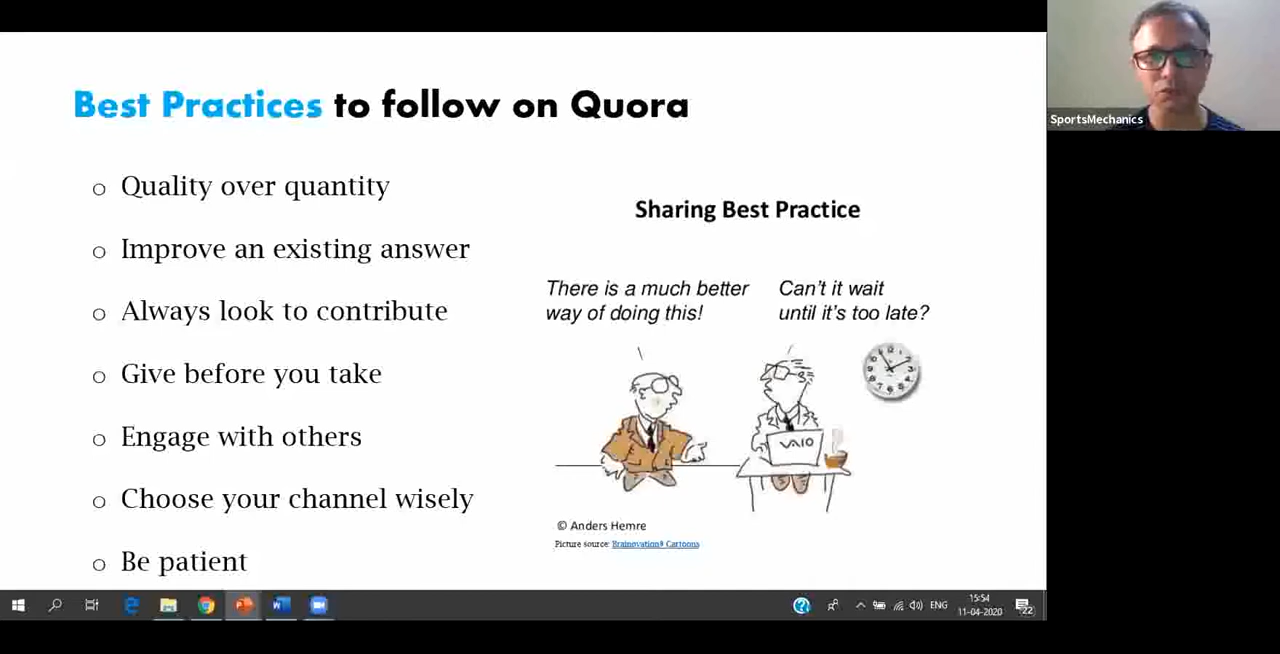 Best Practices to follow on Quora
o Quality over quantity
o Improve an existing answer
o Always look to contribute
o Give before you take
o Engage with others
o Choose your channel wisely
o Be patient
Sharing Best Practice
There is a much better
way of doing this!
Can't it wait
until it's too late?
VAIO
© Anders Hemre
Picture source: Brainovation® Cartoons
SportsMechanics
ENG
15:54
11-04-2020
22